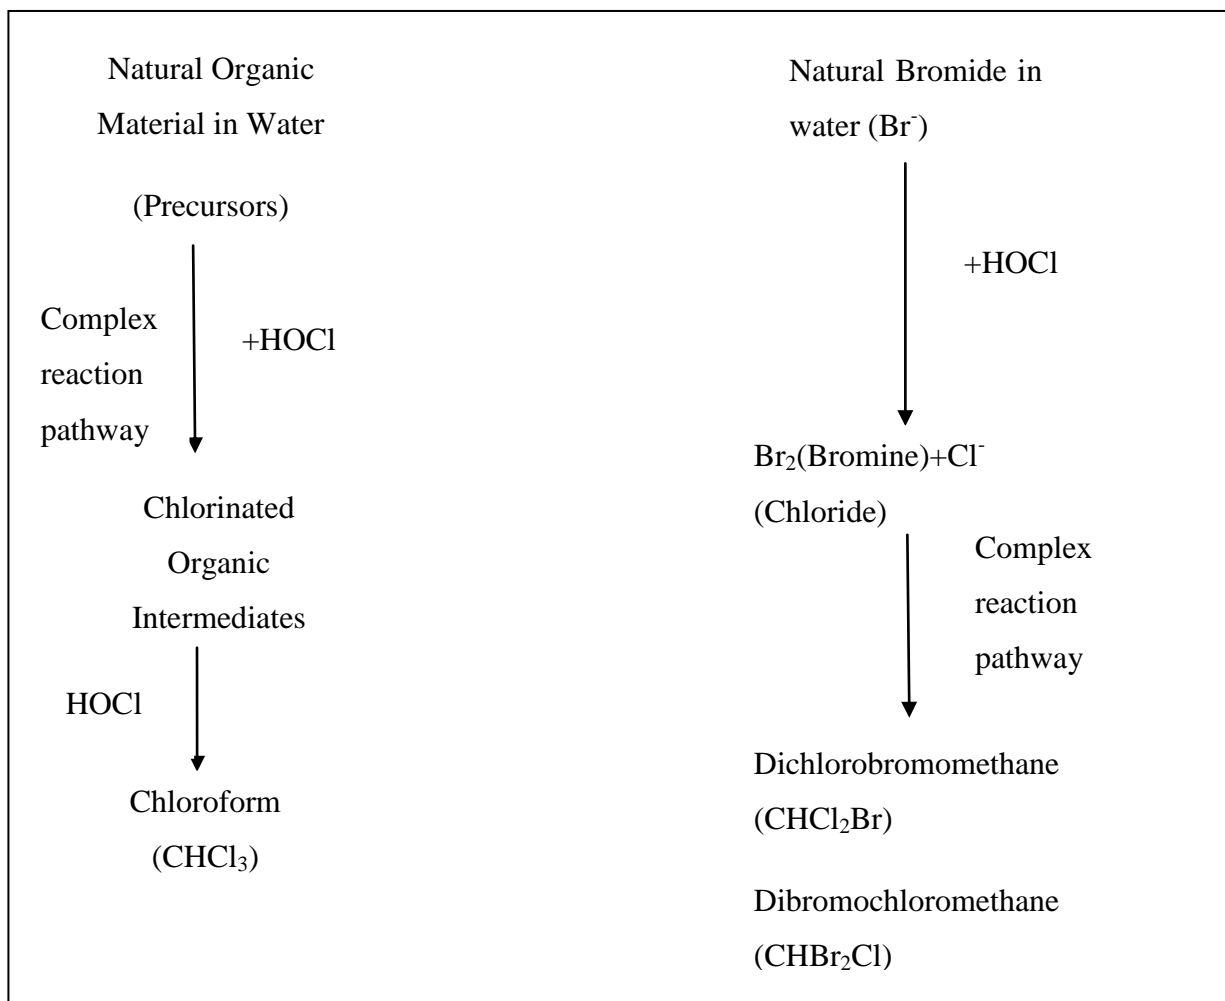 Natural Organic
Material in Water
(Precursors)
Complex
reaction
pathway
+HOCl
Chlorinated
Organic
Intermediates
HOCl
Chloroform
(CHCl₃)
Natural Bromide in
water (Br⁻)
+HOCl
Br₂(Bromine)+Cl⁻
(Chloride)
Complex
reaction
pathway
Dichlorobromomethane
(CHCl₂Br)
Dibromochloromethane
(CHBr₂Cl)